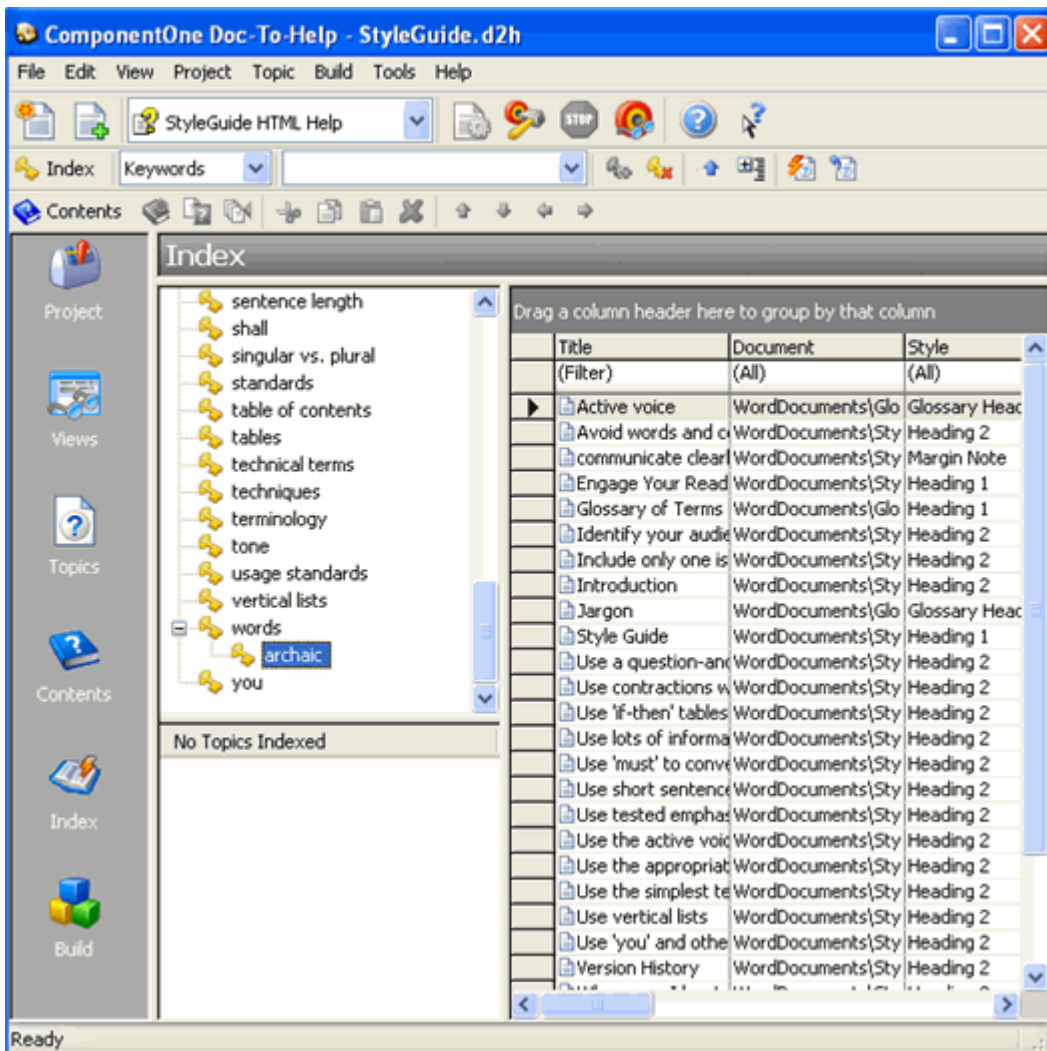 ComponentOne Doc-To-Help - StyleGuide.d2h
File Edit View Project Topic Build Tools Help
StyleGuide HTML Help STOP
Index Keywords
Contents
Index
Project
Views
Topics
Contents
Index
Build
sentence length
shall
singular vs. plural
standards
table of contents
tables
technical terms
techniques
terminology
tone
usage standards
vertical lists
words
archaic
you
No Topics Indexed
Drag a column header here to group by that column
Title Document Style
(Filter) (All) (All)
Active voice WordDocuments\Glo Glossary Head
Avoid words and c WordDocuments\Sty Heading 2
communicate clearl WordDocuments\Sty Margin Note
Engage Your Read WordDocuments\Sty Heading 1
Glossary of Terms WordDocuments\Glo Heading 1
Identify your audie WordDocuments\Sty Heading 2
Include only one is WordDocuments\Sty Heading 2
Introduction WordDocuments\Sty Heading 2
Jargon WordDocuments\Glo Glossary Head
Style Guide WordDocuments\Sty Heading 1
Use a question-and WordDocuments\Sty Heading 2
Use contractions w WordDocuments\Sty Heading 2
Use 'if-then' tables WordDocuments\Sty Heading 2
Use lots of informa WordDocuments\Sty Heading 2
Use 'must' to conve WordDocuments\Sty Heading 2
Use short sentence WordDocuments\Sty Heading 2
Use tested emphas WordDocuments\Sty Heading 2
Use the active voic WordDocuments\Sty Heading 2
Use the appropriat WordDocuments\Sty Heading 2
Use the simplest te WordDocuments\Sty Heading 2
Use vertical lists WordDocuments\Sty Heading 2
Use 'you' and othe WordDocuments\Sty Heading 2
Version History WordDocuments\Sty Heading 2
Ready